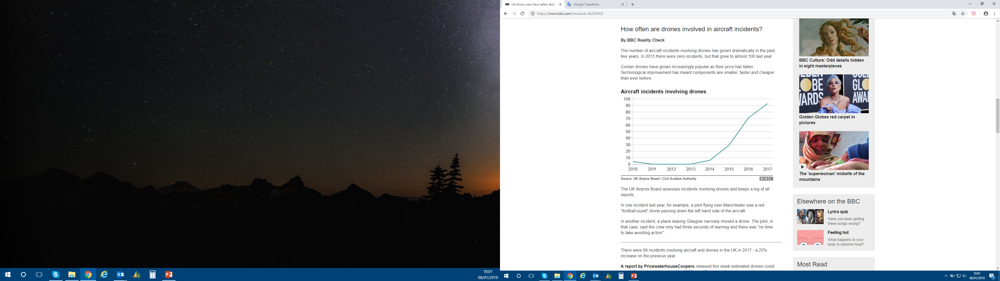 UK drone users face safety tests
Google Traduttore
https://www.bbc.com/news/uk-44293905
How often are drones involved in aircraft incidents?
By BBC Reality Check
The number of aircraft incidents involving drones has grown dramatically in the past
few years. In 2013 there were zero incidents, but that grew to almost 100 last year.
Civilian drones have grown increasingly popular as their price has fallen.
Technological improvement has meant components are smaller, faster and cheaper
than ever before.
Aircraft incidents involving drones
100
90
80
70
60
50
40
30
20
10
0
2010 2011 2012 2013 2014 2015 2016 2017
Source: UK Airprox Board / Civil Aviation Authority
BBC
The UK Airprox Board assesses incidents involving drones and keeps a log of all
reports.
In one incident last year, for example, a pilot flying over Manchester saw a red
"football-sized" drone passing down the left hand side of the aircraft.
In another incident, a plane leaving Glasgow narrowly missed a drone. The pilot, in
that case, said the crew only had three seconds of warning and there was "no time
to take avoiding action".
There were 89 incidents involving aircraft and drones in the UK in 2017 - a 25%
increase on the previous year.
A report by PricewaterhouseCoopers released this week estimated drones could
BBC Culture: Odd details hidden
in eight masterpieces
Golden Globes red carpet in
pictures
The 'superwoman' midwife of the
mountains
Elsewhere on the BBC
Lyrics quiz
Have you been getting
these songs wrong?
Feeling hot
What happens to your
body in extreme heat?
Most Read
10:01
08/01/2019
10:01
08/01/2019